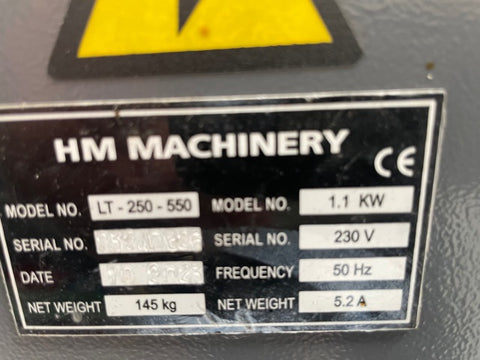 HM MACHINERY
CE
MODEL NO. LT - 250 - 550 MODEL NO. 1.1 KW
SERIAL NO. SERIAL NO. 230 V
DATE FREQUENCY 50 Hz
NET WEIGHT 145 kg NET WEIGHT 5.2 A